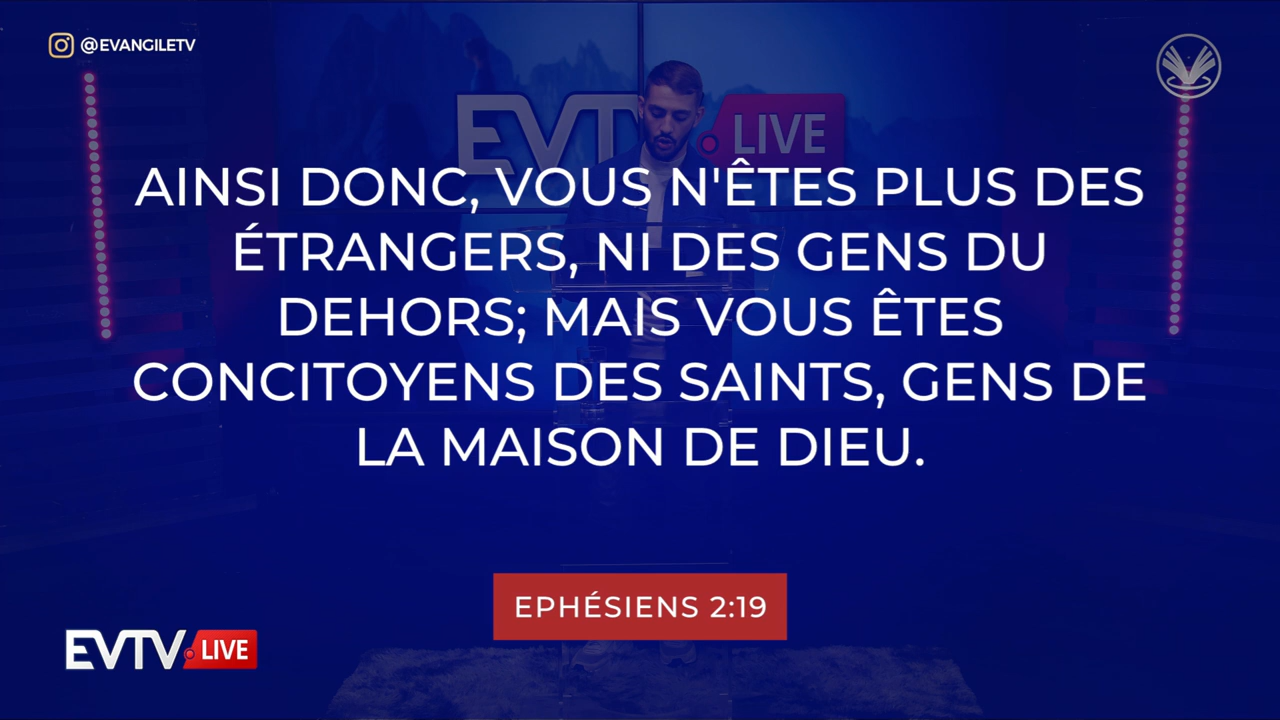 @EVANGILETV
EVTV LIVE
AINSI DONC, VOUS N'ÊTES PLUS DES
ÉTRANGERS, NI DES GENS DU
DEHORS; MAIS VOUS ÊTES
CONCITOYENS DES SAINTS, GENS DE
LA MAISON DE DIEU.
EPHÉSIENS 2:19
EVTV LIVE